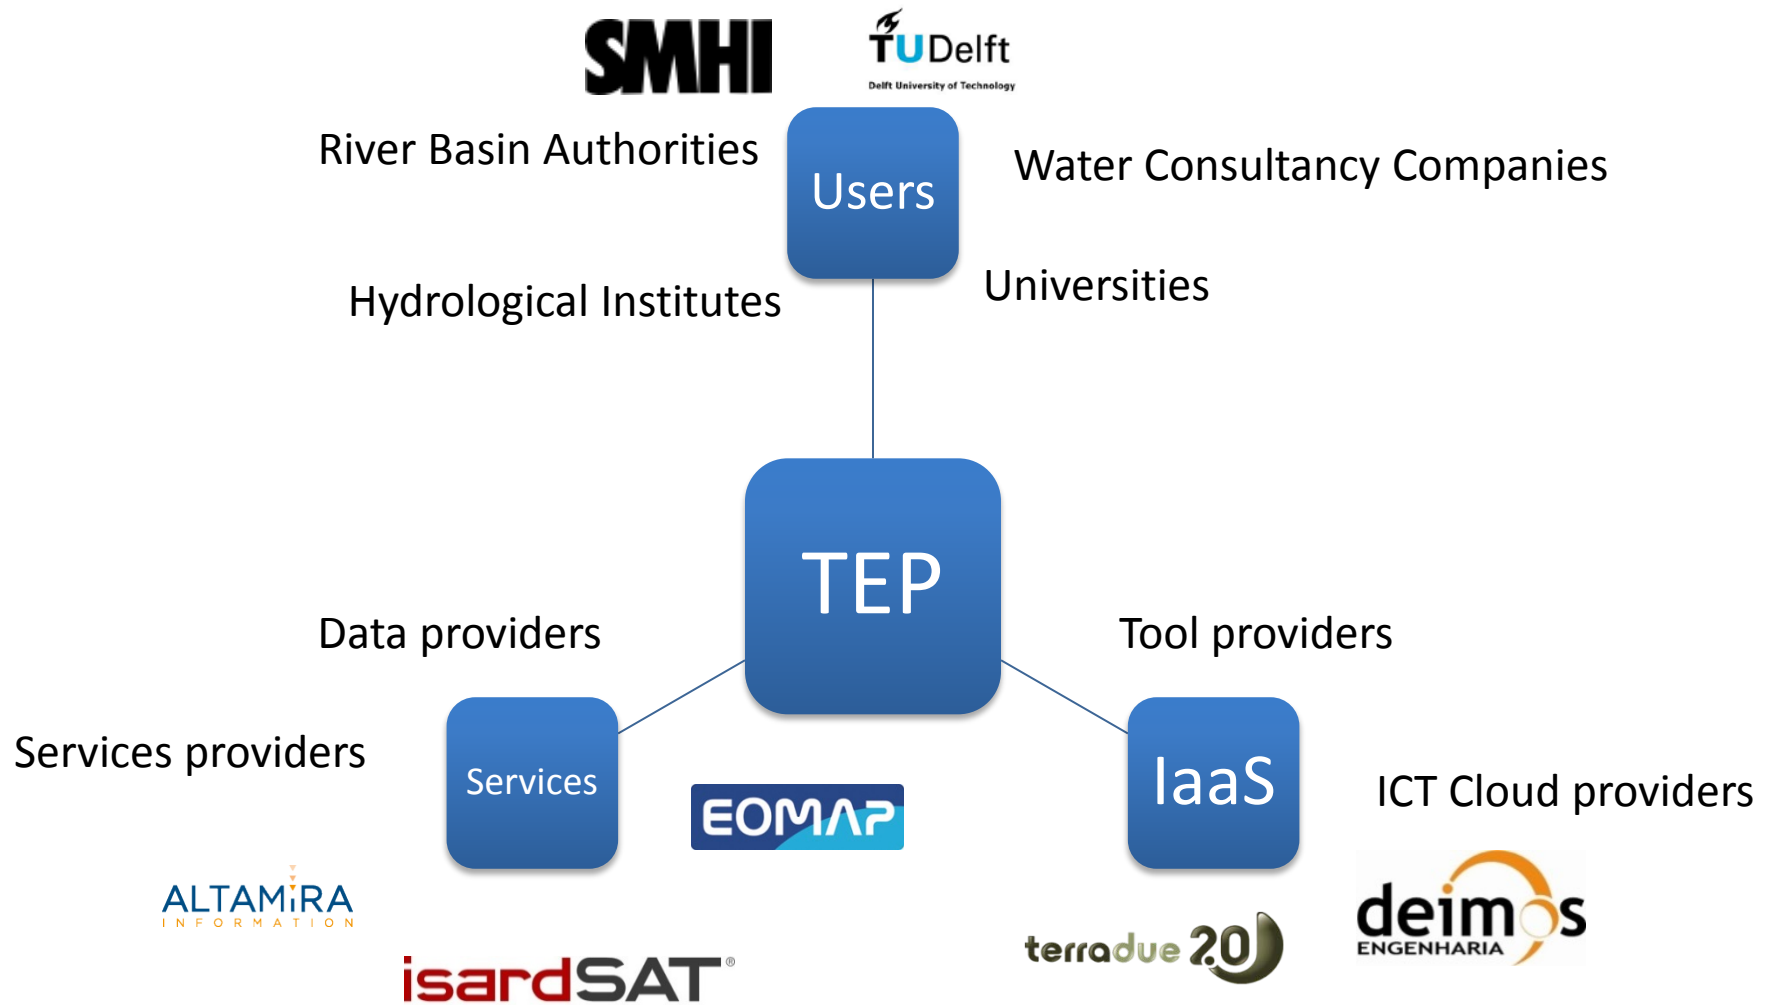 SMHI
TUDelft
Delft University of Technology
River Basin Authorities
Users
Water Consultancy Companies
Hydrological Institutes
Universities
TEP
Data providers
Tool providers
Services providers
Services
IaaS
ICT Cloud providers
EOMAP
ALTAMiRA
INFORMATION
deimos
ENGENHARIA
terradue 2.0
isardSAT®